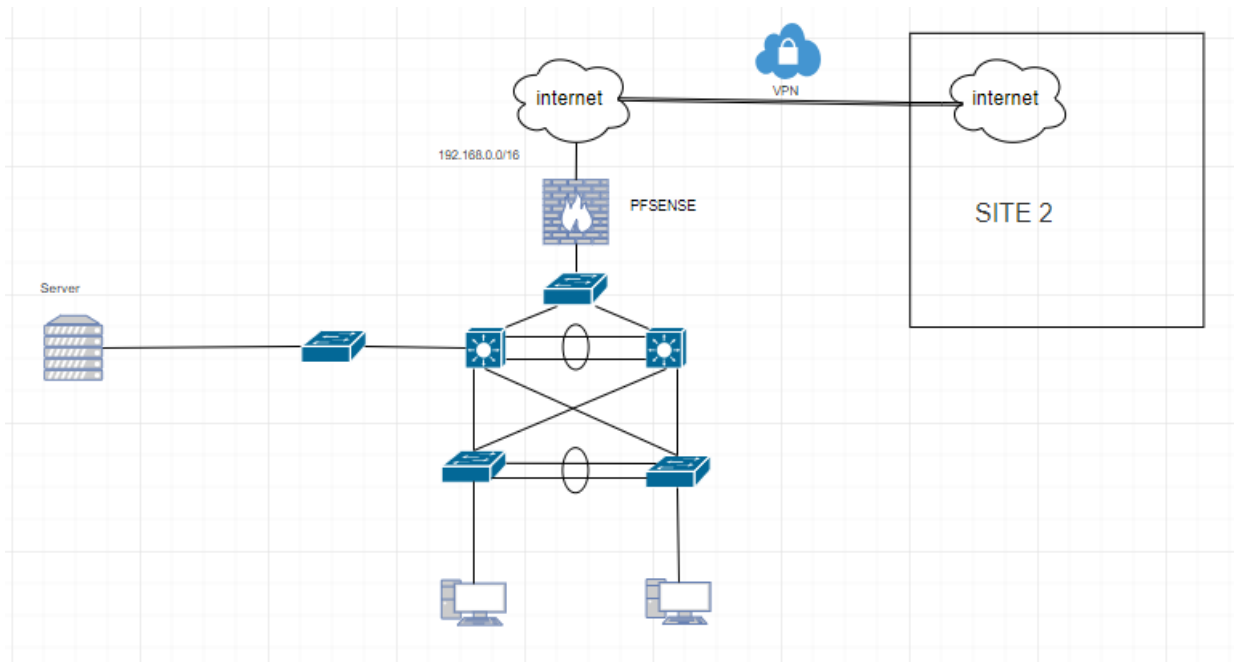 VPN
internet
internet
192.168.0.0/16
PFSENSE
SITE 2
Server